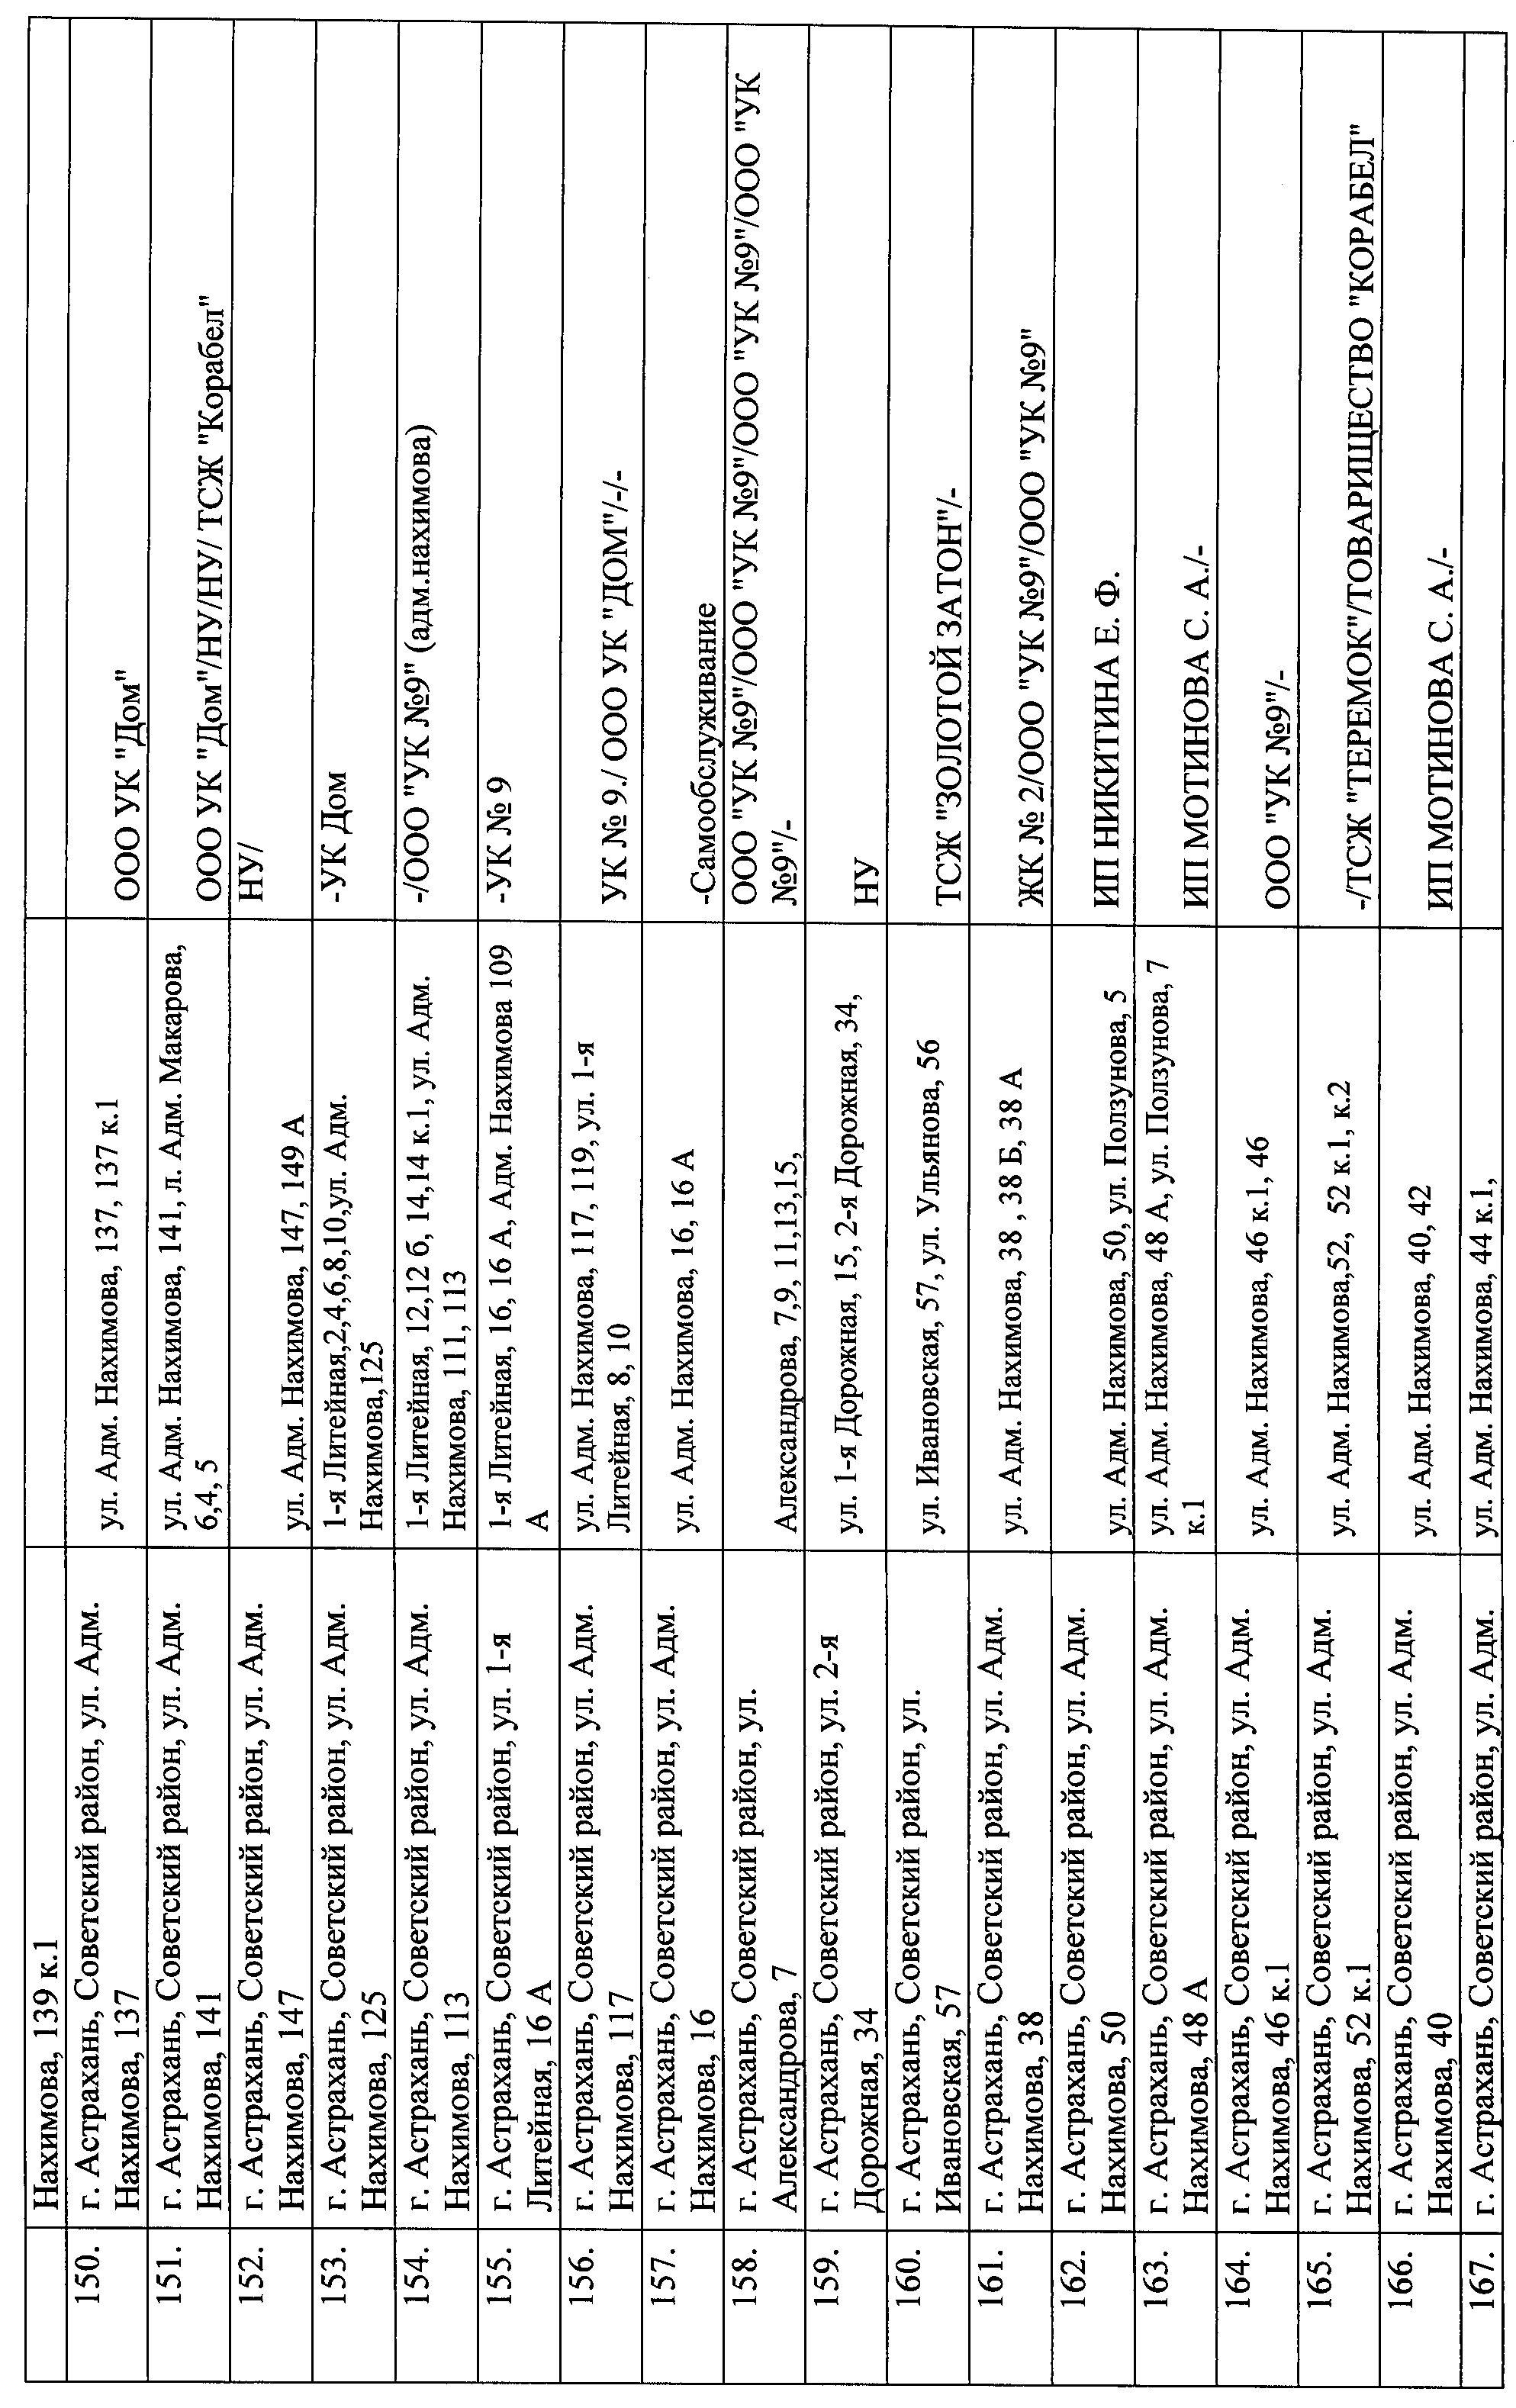 Нахимова, 139 к.1
150.
г. Астрахань, Советский район, ул. Адм.
Нахимова, 137
ул. Адм. Нахимова, 137, 137 к.1
ООО УК "Дом"
151.
г. Астрахань, Советский район, ул. Адм.
Нахимова, 141
ул. Адм. Нахимова, 141, л. Адм. Макарова,
6,4, 5
ООО УК "Дом"/НУ/НУ/ ТСЖ "Корабел"
152.
г. Астрахань, Советский район, ул. Адм.
Нахимова, 147
ул. Адм. Нахимова, 147, 149 А
НУ/
153.
г. Астрахань, Советский район, ул. Адм.
Нахимова, 125
1-я Литейная,2,4,6,8,10,ул. Адм.
Нахимова,125
-УК Дом
154.
г. Астрахань, Советский район, ул. Адм.
Нахимова, 113
1-я Литейная, 12,12 б, 14,14 к.1, ул. Адм.
Нахимова, 111, 113
-/ООО "УК №9" (адм.нахимова)
155.
г. Астрахань, Советский район, ул. 1-я
Литейная, 16 А
1-я Литейная, 16, 16 А, Адм. Нахимова 109
А
-УК № 9
156.
г. Астрахань, Советский район, ул. Адм.
Нахимова, 117
ул. Адм. Нахимова, 117, 119, ул. 1-я
Литейная, 8, 10
УК № 9./ ООО УК "ДОМ"/-/-
157.
г. Астрахань, Советский район, ул. Адм.
Нахимова, 16
ул. Адм. Нахимова, 16, 16 А
-Самообслуживание
158.
г. Астрахань, Советский район, ул.
Александрова, 7
Александрова, 7,9, 11,13,15,
ООО "УК №9"/ООО "УК №9"/ООО "УК №9"/ООО "УК
№9"/-
159.
г. Астрахань, Советский район, ул. 2-я
Дорожная, 34
ул. 1-я Дорожная, 15, 2-я Дорожная, 34,
НУ
160.
г. Астрахань, Советский район, ул.
Ивановская, 57
ул. Ивановская, 57, ул. Ульянова, 56
ТСЖ "ЗОЛОТОЙ ЗАТОН"/-
161.
г. Астрахань, Советский район, ул. Адм.
Нахимова, 38
ул. Адм. Нахимова, 38 , 38 Б, 38 А
ЖК № 2/ООО "УК №9"/ООО "УК №9"
162.
г. Астрахань, Советский район, ул. Адм.
Нахимова, 50
ул. Адм. Нахимова, 50, ул. Ползунова, 5
ИП НИКИТИНА Е. Ф.
163.
г. Астрахань, Советский район, ул. Адм.
Нахимова, 48 А
ул. Адм. Нахимова, 48 А, ул. Ползунова, 7
к.1
ИП МОТИНОВА С. А./-
164.
г. Астрахань, Советский район, ул. Адм.
Нахимова, 46 к.1
ул. Адм. Нахимова, 46 к.1, 46
ООО "УК №9"/-
165.
г. Астрахань, Советский район, ул. Адм.
Нахимова, 52 к.1
ул. Адм. Нахимова,52, 52 к.1, к.2
-/ТСЖ "ТЕРЕМОК"/ТОВАРИЩЕСТВО "КОРАБЕЛ"
166.
г. Астрахань, Советский район, ул. Адм.
Нахимова, 40
ул. Адм. Нахимова, 40, 42
ИП МОТИНОВА С. А./-
167.
г. Астрахань, Советский район, ул. Адм.
ул. Адм. Нахимова, 44 к.1,